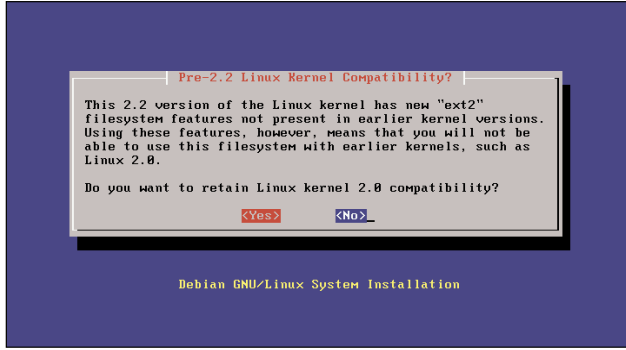 Pre-2.2 Linux Kernel Compatibility?
This 2.2 version of the Linux kernel has new "ext2"
filesystem features not present in earlier kernel versions.
Using these features, however, means that you will not be
able to use this filesystem with earlier kernels, such as
Linux 2.0.
Do you want to retain Linux kernel 2.0 compatibility?
<Yes> <No>_
Debian GNU/Linux System Installation